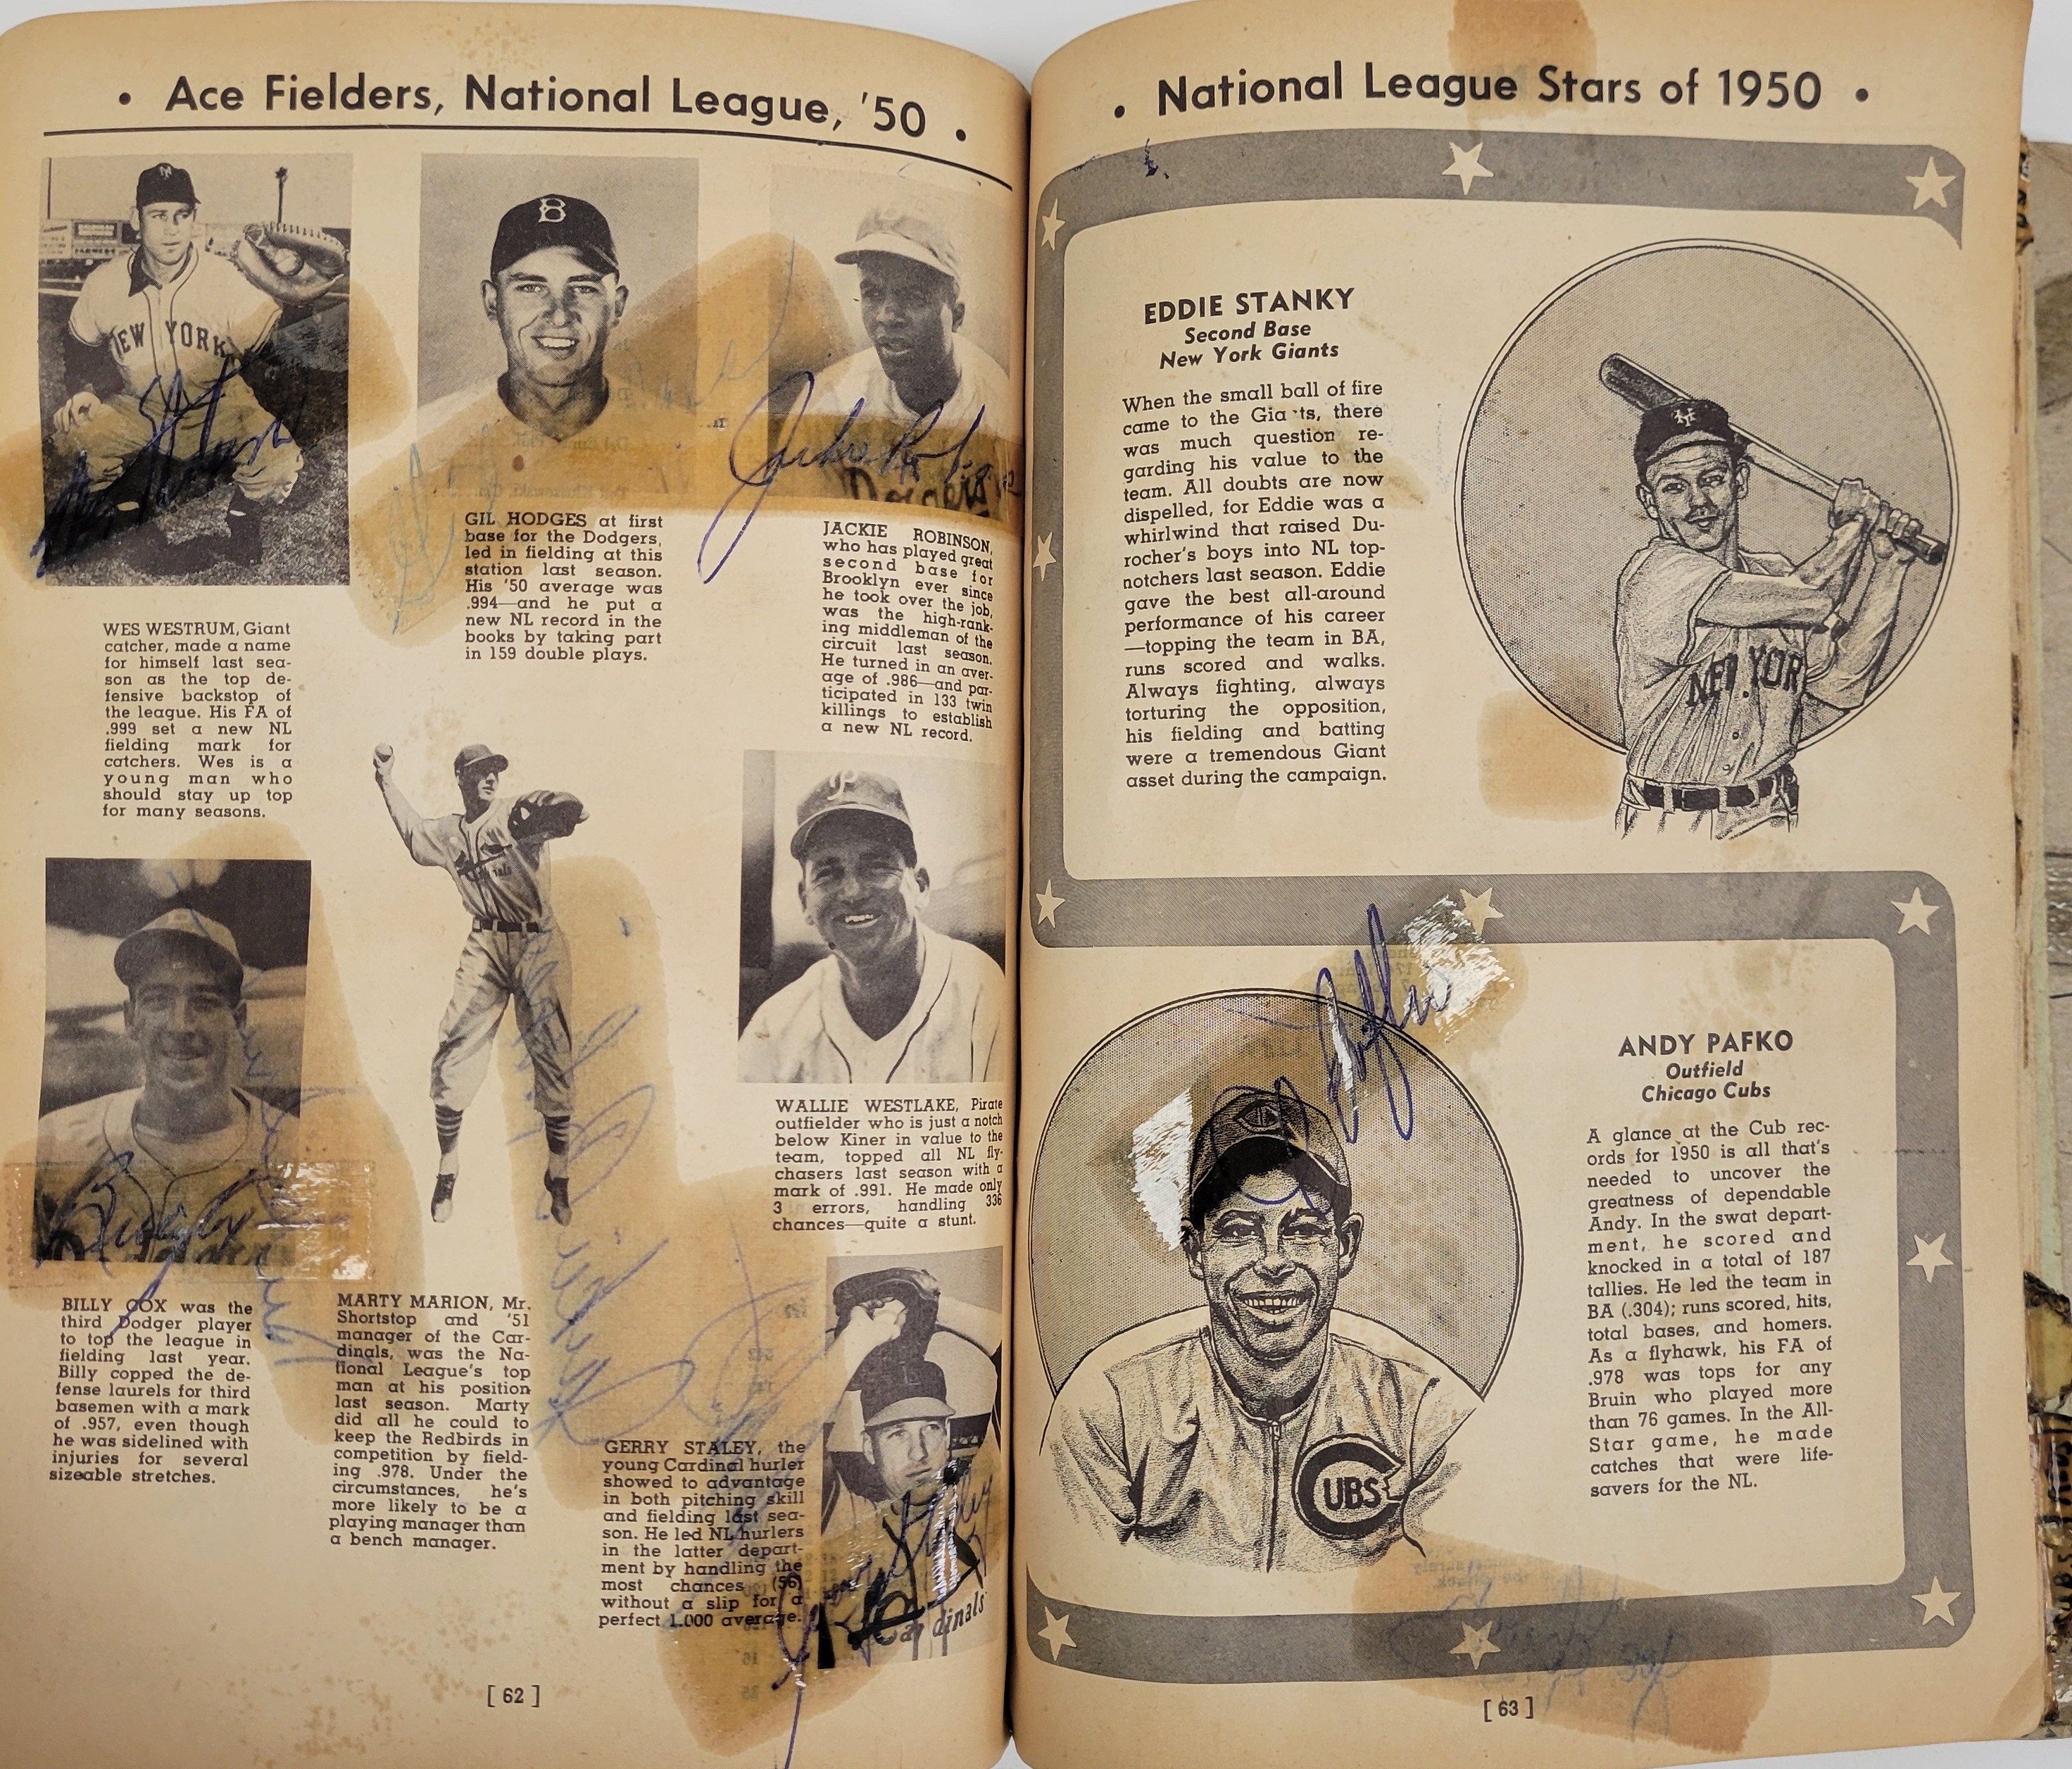 • Ace Fielders, National League, '50 •
NEW YORK
B
Dodgers
WES WESTRUM, Giant
catcher, made a name
for himself last sea-
son as the top de-
fensive backstop of
the league. His FA of
.999 set a new NL
fielding mark for
catchers. Wes is a
young man who
should stay up top
for many seasons.
GIL HODGES at first
base for the Dodgers,
led in fielding at this
station last season.
His '50 average was
.994—and he put a
new NL record in the
books by taking part
in 159 double plays.
JACKIE ROBINSON,
who has played great
second base for
Brooklyn ever since
he took over the job,
was the high-rank-
ing middleman of the
circuit last season.
He turned in an aver-
age of .986—and par-
ticipated in 133 twin
killings to establish
a new NL record.
P
WALLIE WESTLAKE, Pirate
outfielder who is just a notch
below Kiner in value to the
team, topped all NL fly-
chasers last season with a
mark of .991. He made only
3 errors, handling 336
chances—quite a stunt.
BILLY COX was the
third Dodger player
to top the league in
fielding last year.
Billy copped the de-
fense laurels for third
basemen with a mark
of .957, even though
he was sidelined with
injuries for several
sizeable stretches.
MARTY MARION, Mr.
Shortstop and '51
manager of the Car-
dinals, was the Na-
tional League's top
man at his position
last season. Marty
did all he could to
keep the Redbirds in
competition by field-
ing .978. Under the
circumstances, he's
more likely to be a
playing manager than
a bench manager.
GERRY STALEY, the
young Cardinal hurler
showed to advantage
in both pitching skill
and fielding last sea-
son. He led NL hurlers
in the latter depart-
ment by handling the
most chances (56)
without a slip for a
perfect 1.000 average.
Gerry Staley
Cardinals
[ 62 ]
• National League Stars of 1950 •
EDDIE STANKY
Second Base
New York Giants
When the small ball of fire
came to the Gia ts, there
was much question re-
garding his value to the
team. All doubts are now
dispelled, for Eddie was a
whirlwind that raised Du-
rocher's boys into NL top-
notchers last season. Eddie
gave the best all-around
performance of his career
—topping the team in BA,
runs scored and walks.
Always fighting, always
torturing the opposition,
his fielding and batting
were a tremendous Giant
asset during the campaign.
NY
NEW YOR
Andy Pafko
ANDY PAFKO
Outfield
Chicago Cubs
A glance at the Cub rec-
ords for 1950 is all that's
needed to uncover the
greatness of dependable
Andy. In the swat depart-
ment, he scored and
knocked in a total of 187
tallies. He led the team in
BA (.304); runs scored, hits,
total bases, and homers.
As a flyhawk, his FA of
.978 was tops for any
Bruin who played more
than 76 games. In the All-
Star game, he made
catches that were life-
savers for the NL.
CUBS
[ 63 ]